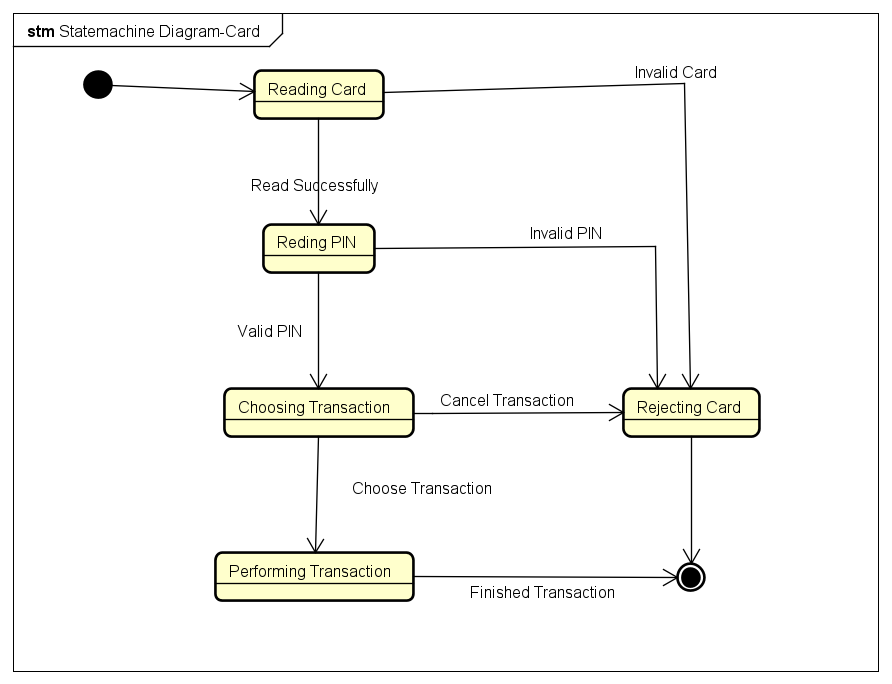 stm Statemachine Diagram-Card
Invalid Card
Reading Card
Read Successfully
Invalid PIN
Reding PIN
Valid PIN
Cancel Transaction
Choosing Transaction
Rejecting Card
Choose Transaction
Performing Transaction
Finished Transaction